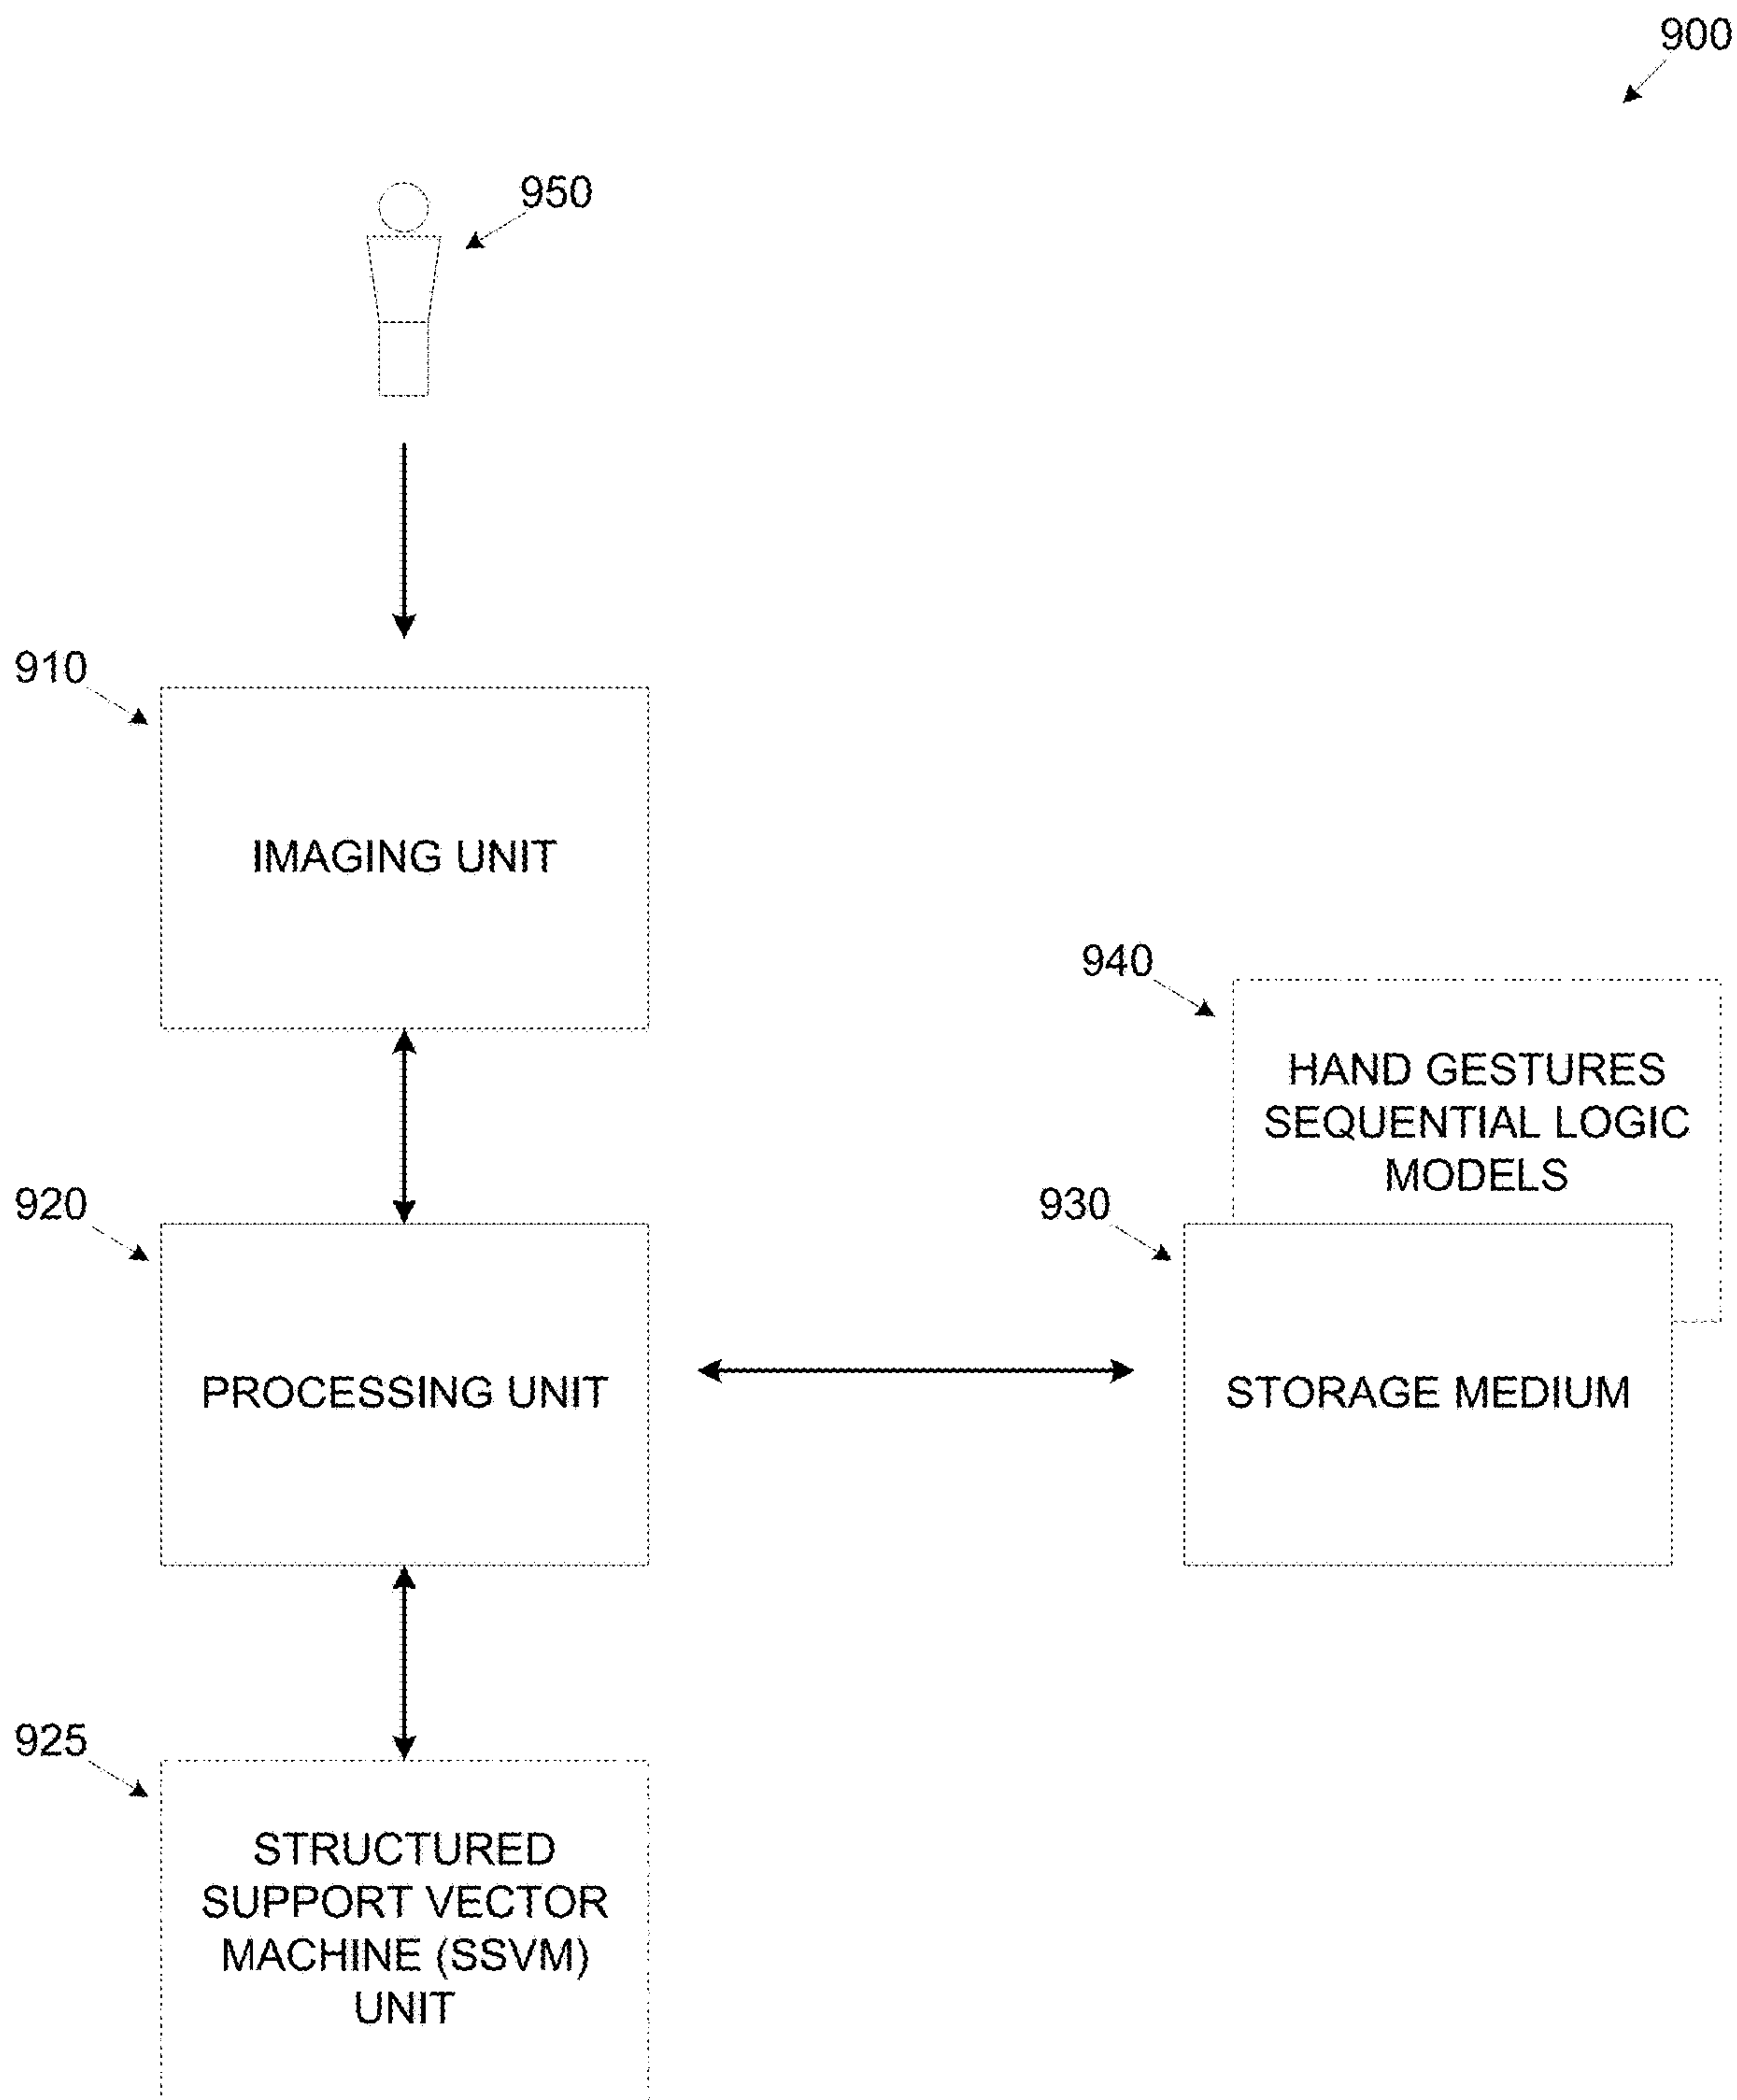 900
950
910
IMAGING UNIT
940
HAND GESTURES
SEQUENTIAL LOGIC
MODELS
920
930
PROCESSING UNIT
STORAGE MEDIUM
925
STRUCTURED
SUPPORT VECTOR
MACHINE (SSVM)
UNIT